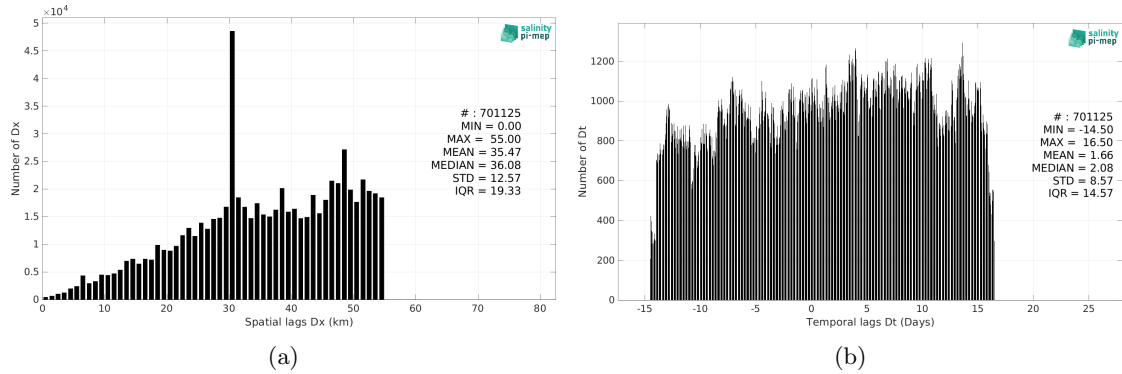 ×10⁴
5
4.5
4
3.5
3
2.5
2
1.5
1
0.5
0
Number of Dx
0 10 20 30 40 50 60 70 80
Spatial lags Dx (km)
salinity
pi-mep
# : 701125
MIN = 0.00
MAX = 55.00
MEAN = 35.47
MEDIAN = 36.08
STD = 12.57
IQR = 19.33
(a)
1200
1000
800
600
400
200
0
Number of Dt
-15 -10 -5 0 5 10 15 20 25
Temporal lags Dt (Days)
salinity
pi-mep
# : 701125
MIN = -14.50
MAX = 16.50
MEAN = 1.66
MEDIAN = 2.08
STD = 8.57
IQR = 14.57
(b)